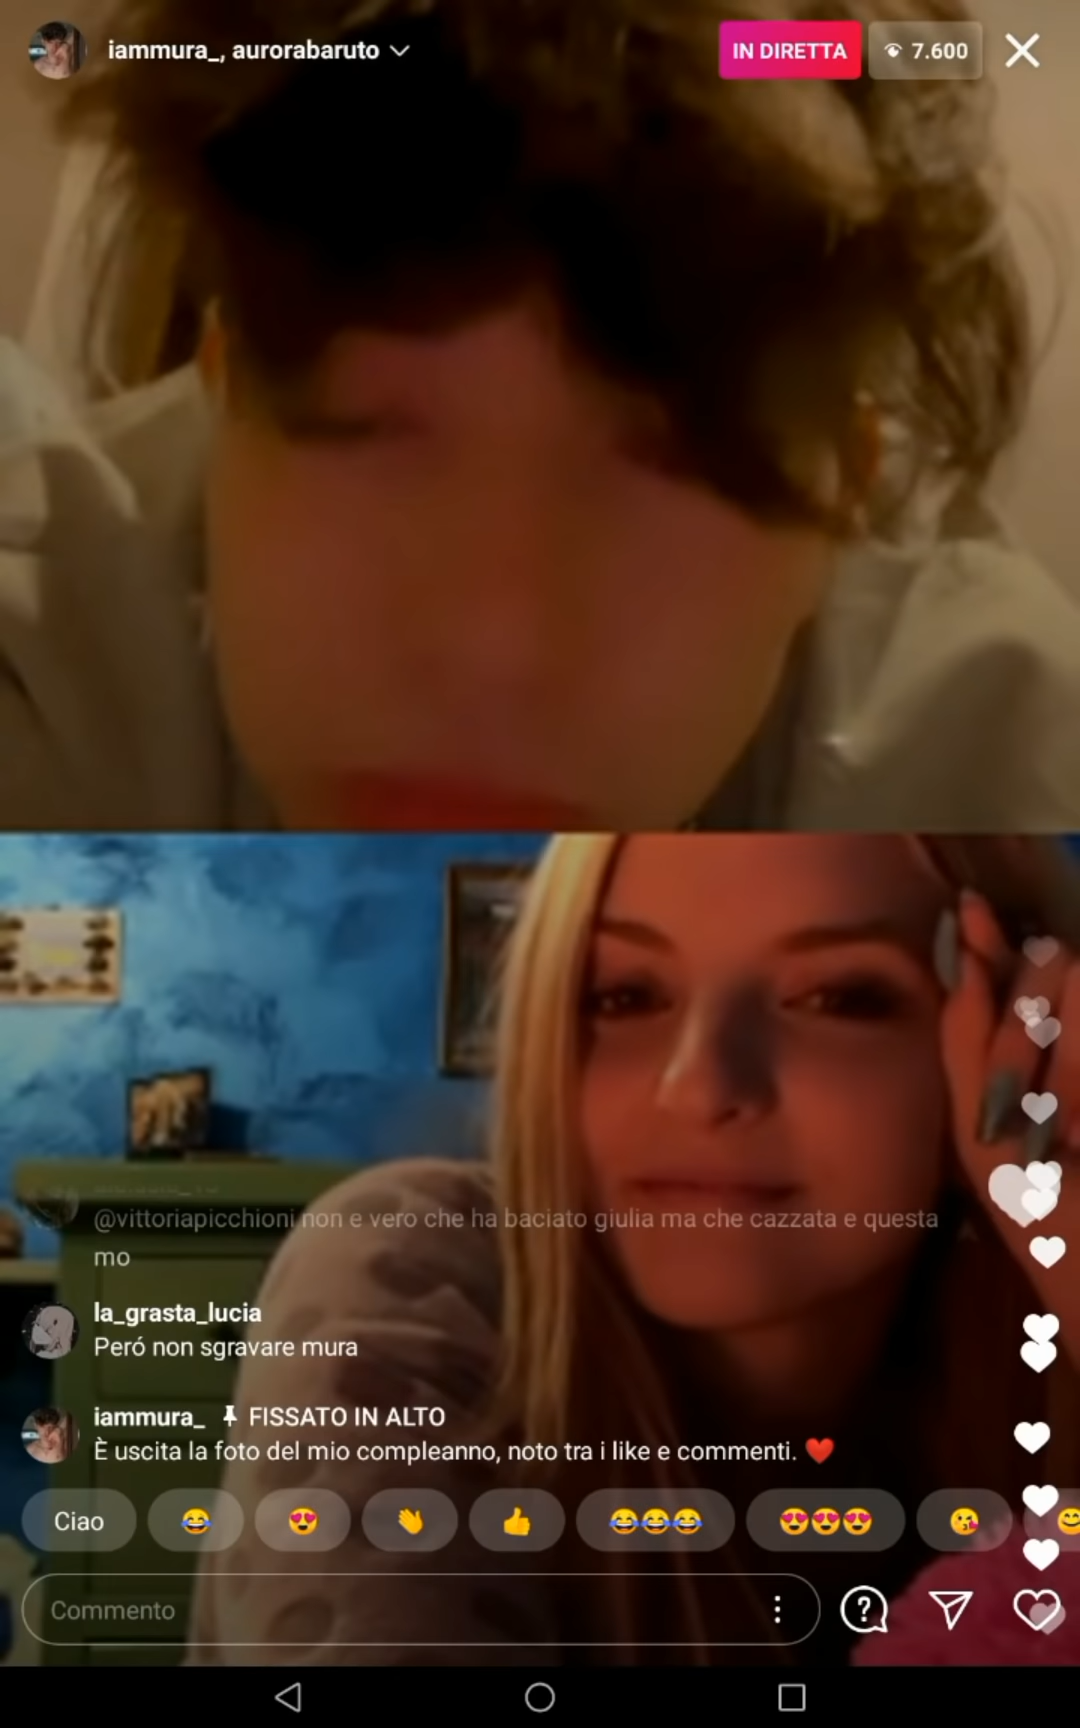 iammura_, aurorabaruto
IN DIRETTA
7.600
@vittoriapicchioni non e vero che ha baciato giulia ma che cazzata e questa
mo
la_grasta_lucia
Peró non sgravare mura
iammura_ FISSATO IN ALTO
È uscita la foto del mio compleanno, noto tra i like e commenti. ❤️
Ciao 😂 😍 👏 👍 😂😂😂 😍😍😍 😘 😊
Commento